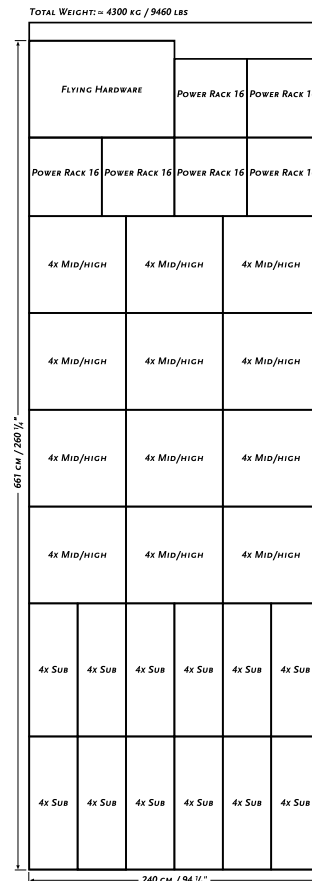 TOTAL WEIGHT: ≈ 4300 KG / 9460 LBS
FLYING HARDWARE
POWER RACK 16 POWER RACK 1
POWER RACK 16 POWER RACK 16 POWER RACK 16 POWER RACK 1
4X MID/HIGH 4X MID/HIGH 4X MID/HIGH
4X MID/HIGH 4X MID/HIGH 4X MID/HIGH
4X MID/HIGH 4X MID/HIGH 4X MID/HIGH
661 CM / 260 ¼"
4X MID/HIGH 4X MID/HIGH 4X MID/HIGH
4X SUB 4X SUB 4X SUB 4X SUB 4X SUB 4X SUB
4X SUB 4X SUB 4X SUB 4X SUB 4X SUB 4X SUB
240 CM / 94